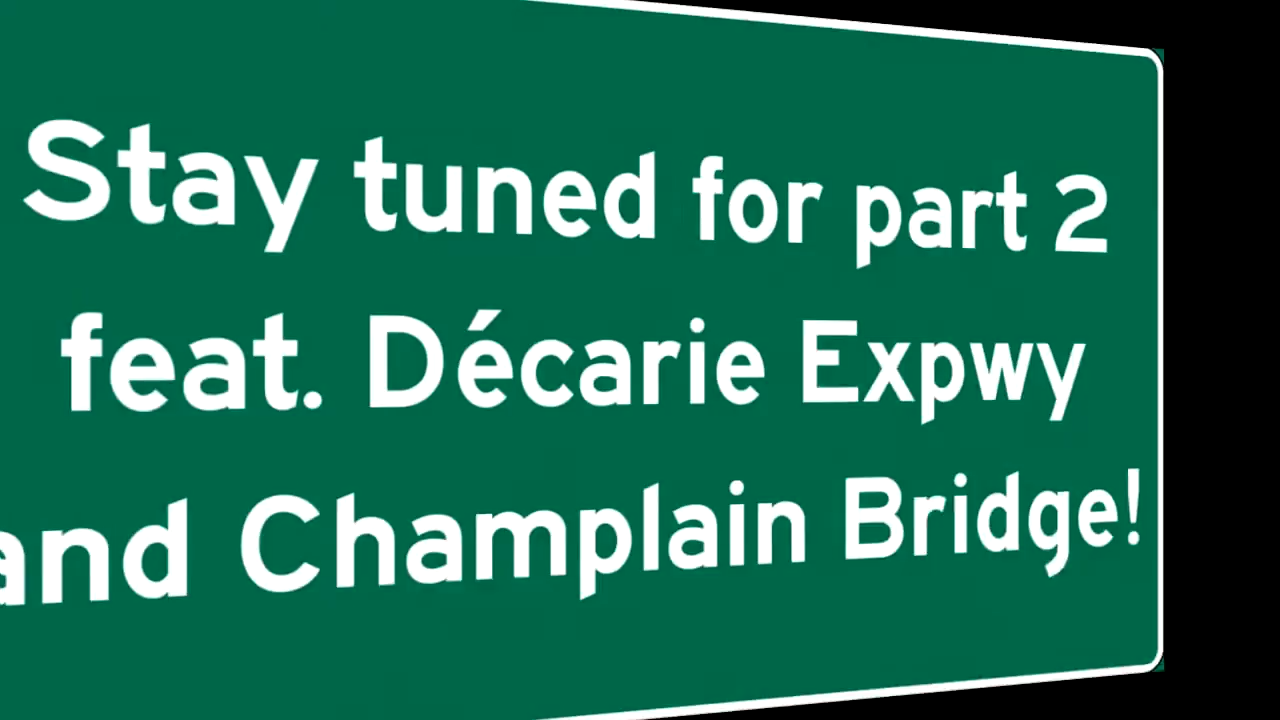 Stay tuned for part 2
feat. Décarie Expwy
and Champlain Bridge!